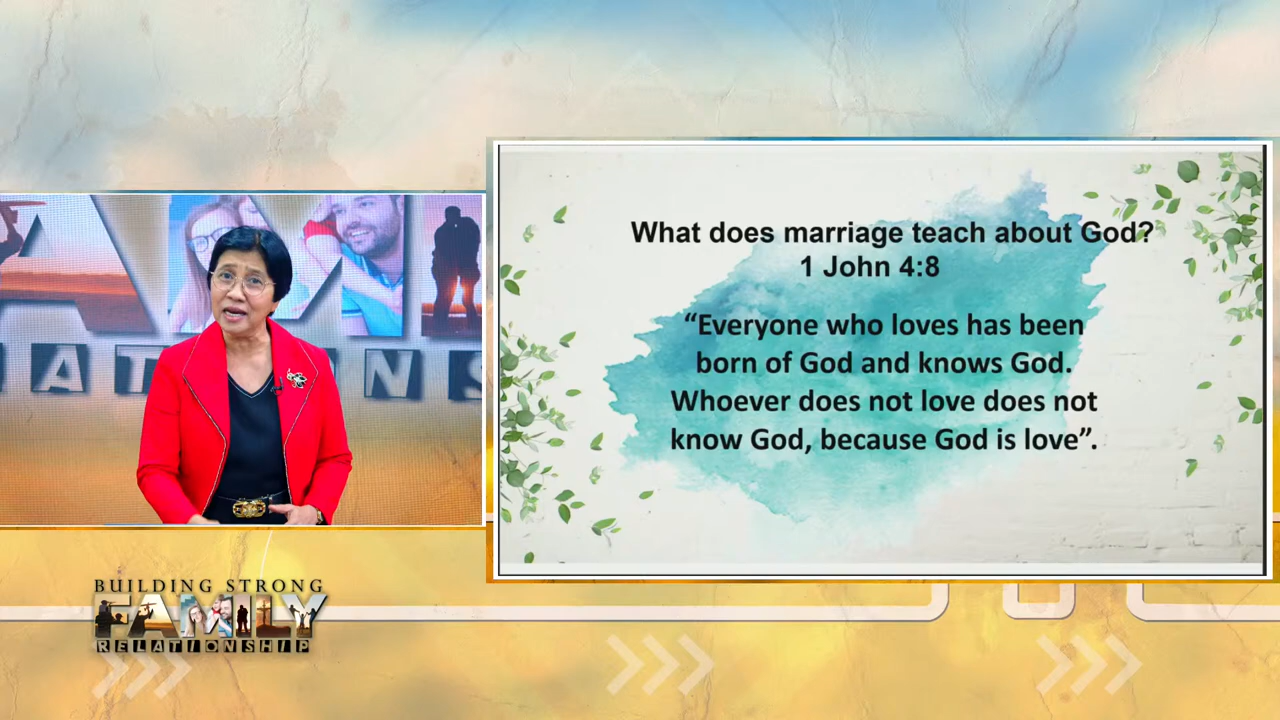 What does marriage teach about God?
1 John 4:8
“Everyone who loves has been
born of God and knows God.
Whoever does not love does not
know God, because God is love”.
BUILDING STRONG
FAMILY
RELATIONSHIP